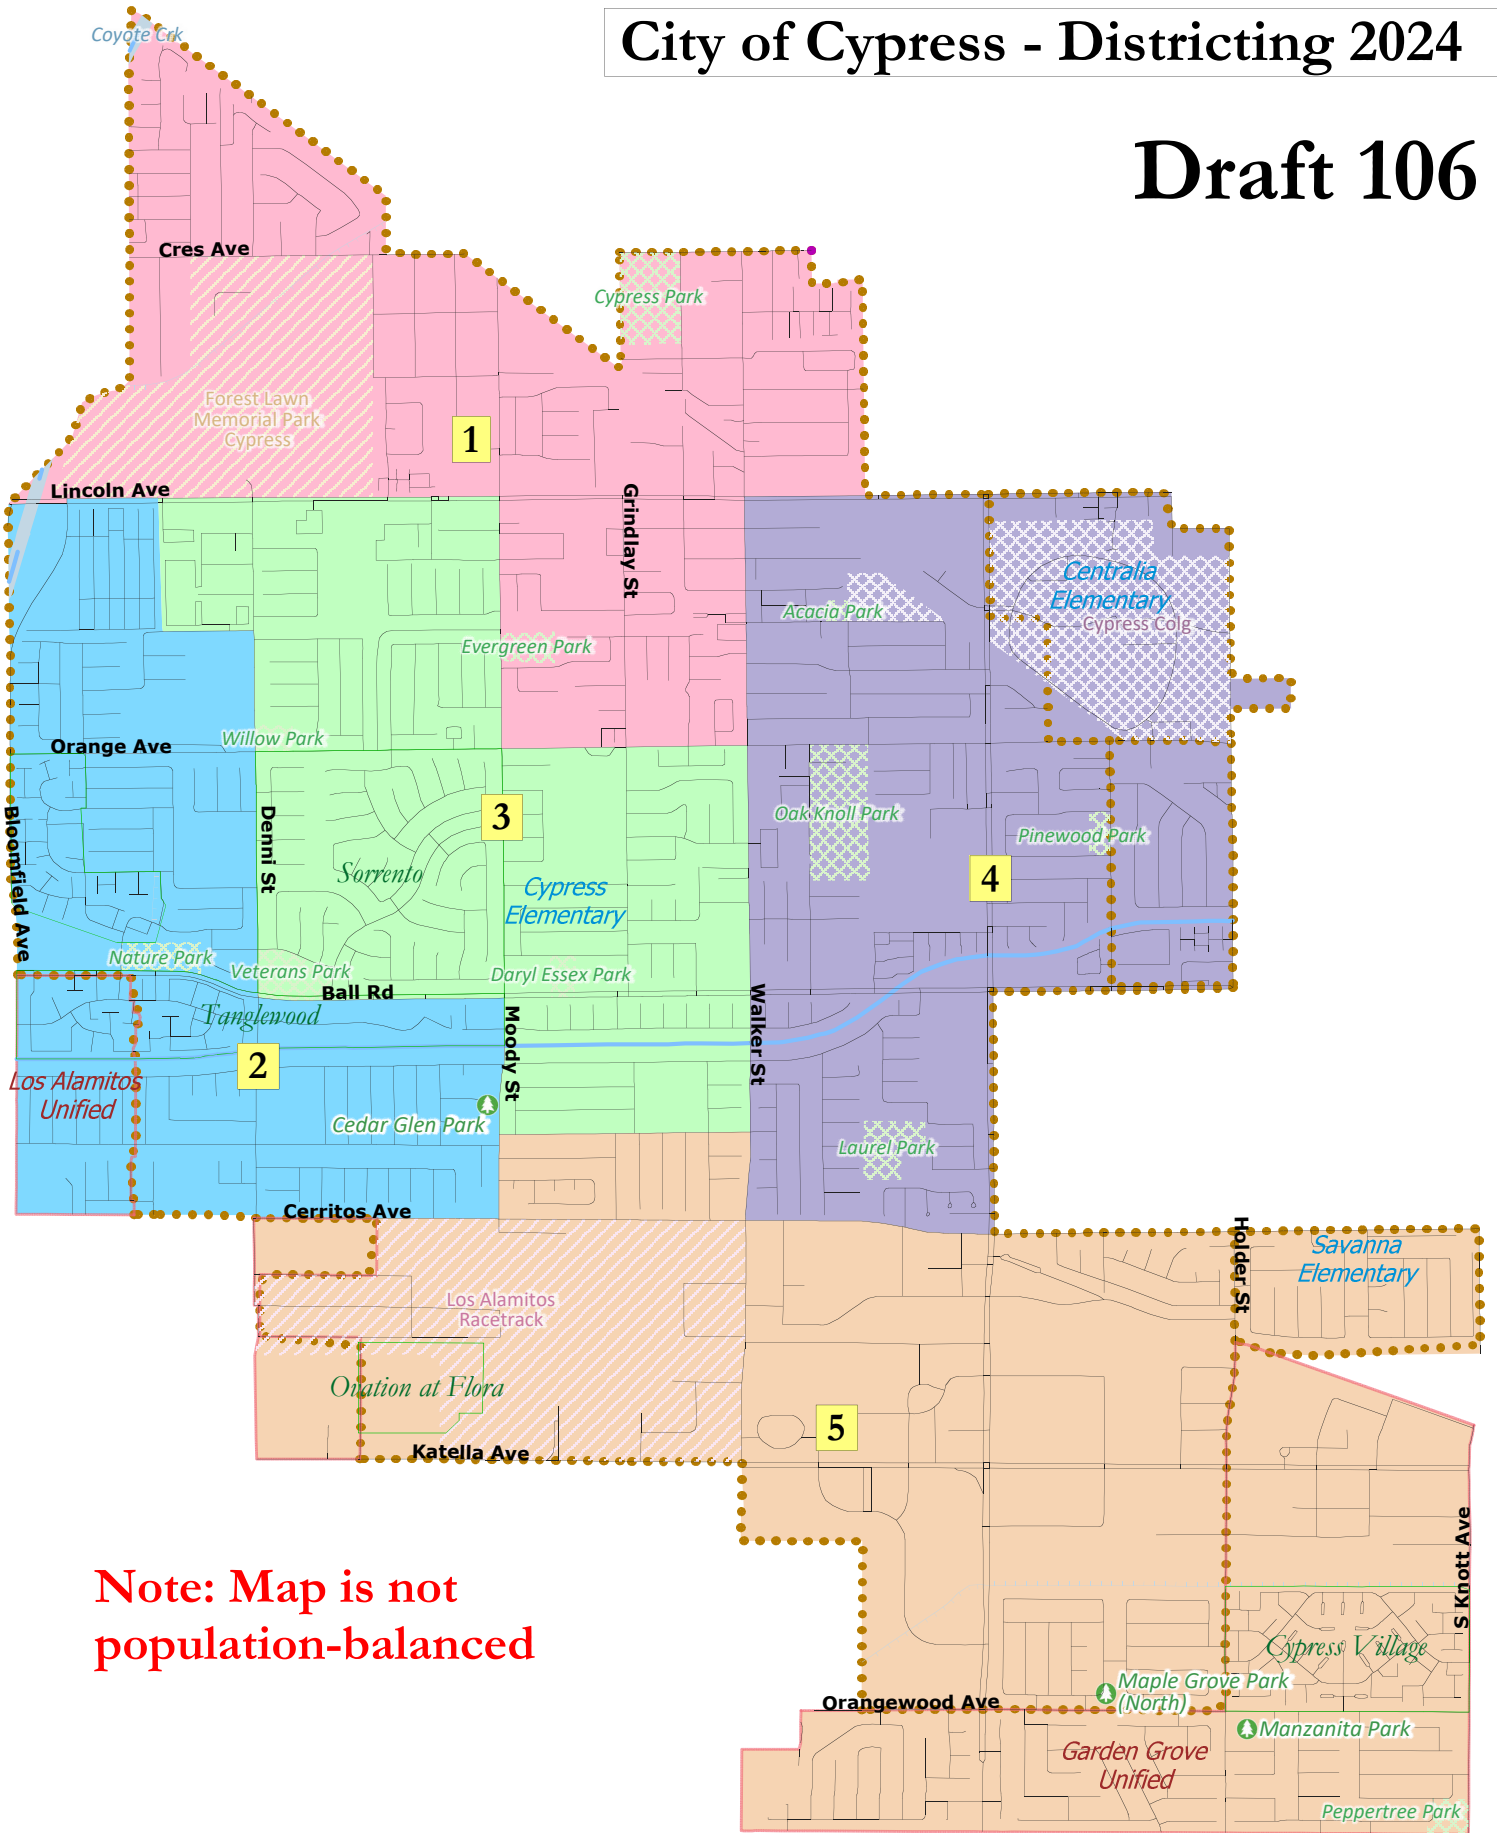 City of Cypress - Districting 2024
Coyote Crk
Draft 106
Cres Ave
Cypress Park
Forest Lawn
Memorial Park
Cypress
1
Lincoln Ave
Grindlay St
Centralia
Elementary
Acacia Park
Cypress Colg
Evergreen Park
Willow Park
Orange Ave
Bloomfield Ave
Denni St
3
Oak Knoll Park
Pinewood Park
Sorrento
4
Cypress
Elementary
Nature Park
Veterans Park
Daryl Essex Park
Ball Rd
Tanglewood
Moody St
Walker St
2
Los Alamitos
Unified
Cedar Glen Park
Laurel Park
Cerritos Ave
Holder St
Savanna
Elementary
Los Alamitos
Racetrack
Ovation at Flora
5
Katella Ave
S Knott Ave
Note: Map is not
population-balanced
Cypress Village
Maple Grove Park
(North)
Orangewood Ave
Manzanita Park
Garden Grove
Unified
Peppertree Park